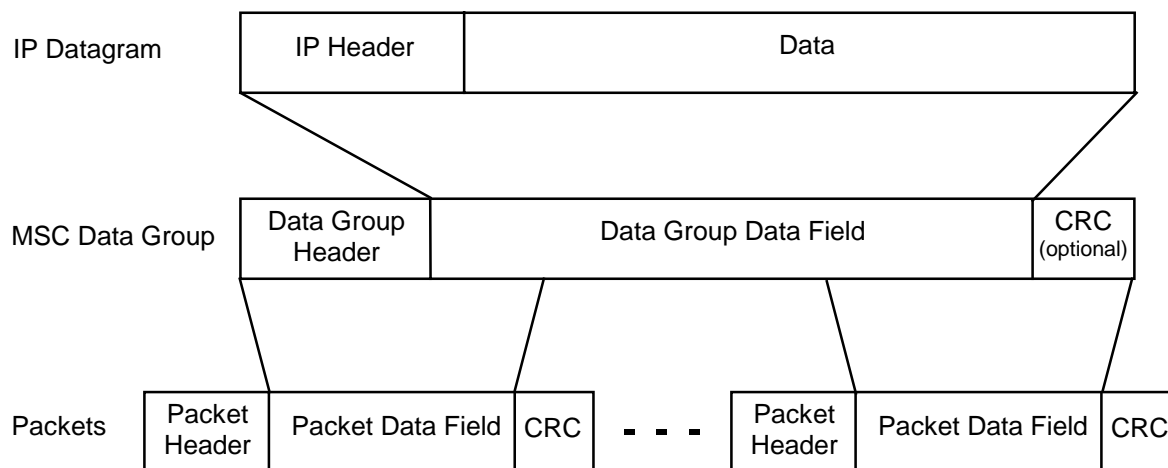 IP Datagram
IP Header
Data
MSC Data Group
Data Group
Header
Data Group Data Field
CRC
(optional)
Packets
Packet
Header
Packet Data Field
CRC
- - -
Packet
Header
Packet Data Field
CRC